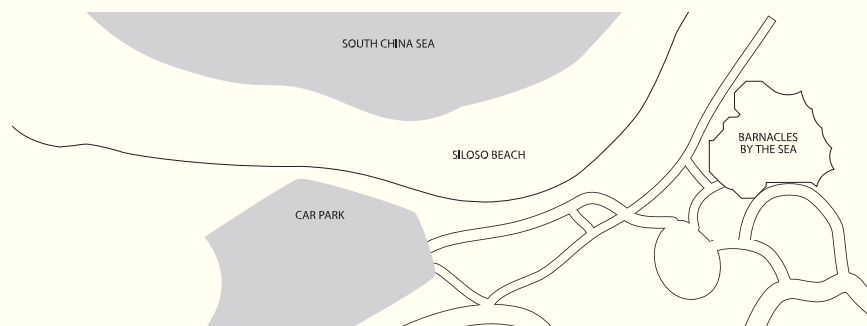 SOUTH CHINA SEA
SILOSO BEACH
BARNACLES
BY THE SEA
CAR PARK